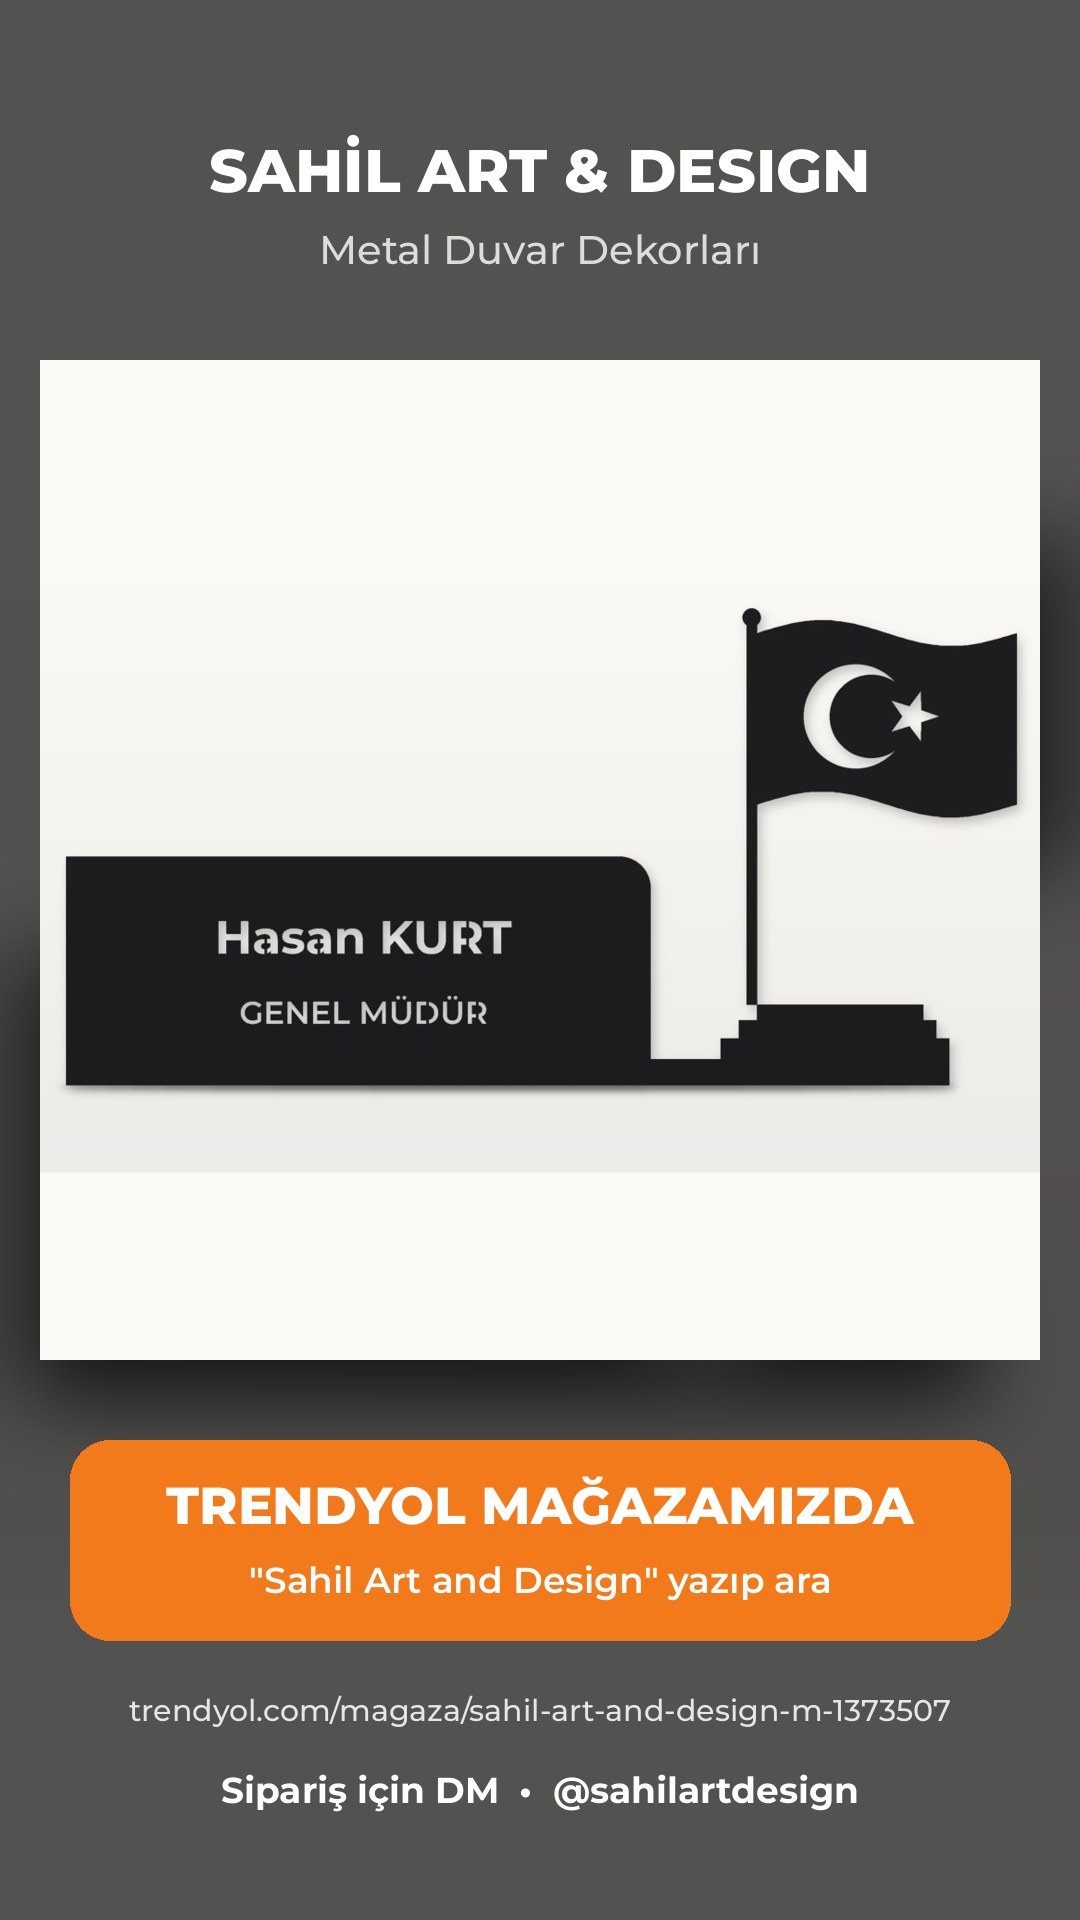 SAHİL ART & DESIGN
Metal Duvar Dekorları
Hasan KURT
GENEL MÜDÜR
TRENDYOL MAĞAZAMIZDA
"Sahil Art and Design" yazıp ara
trendyol.com/magaza/sahil-art-and-design-m-1373507
Sipariş için DM • @sahilartdesign